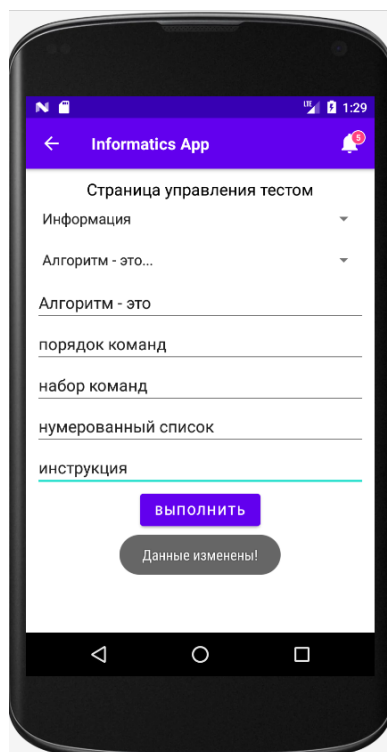 LTE 1:29
Informatics App 5
Страница управления тестом
Информация
Алгоритм - это...
Алгоритм - это
порядок команд
набор команд
нумерованный список
инструкция
ВЫПОЛНИТЬ
Данные изменены!